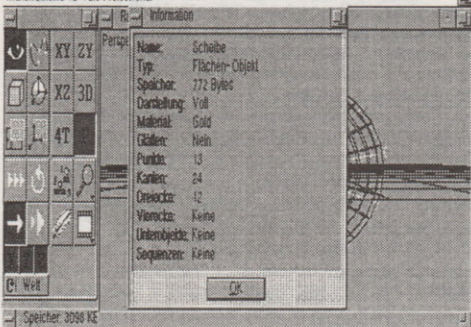 Information
Perspe
XY ZY
XZ 3D
4T
Name: Scheibe
Typ: Flächen-Objekt
Speicher: 772 Bytes
Darstellung: Voll
Material: Gold
Glätten: Nein
Punkte: 13
Kanten: 24
Dreiecke: 12
Vierecke: Keine
Unterobjekte: Keine
Sequenzen: Keine
OK
Welt
Speicher: 3098 KE